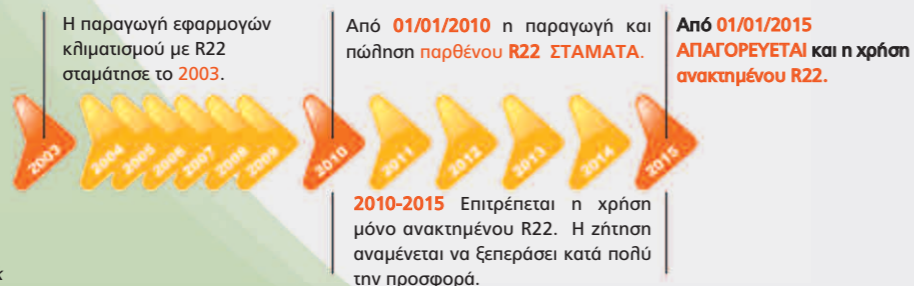 Η παραγωγή εφαρμογών
κλιματισμού με R22
σταμάτησε το 2003.
Από 01/01/2010 η παραγωγή και
πώληση παρθένου R22 ΣΤΑΜΑΤΑ.
Από 01/01/2015
ΑΠΑΓΟΡΕΥΕΤΑΙ και η χρήση
ανακτημένου R22.
2003
2004
2005
2006
2007
2008
2009
2010
2011
2012
2013
2014
2015
2010-2015 Επιτρέπεται η χρήση
μόνο ανακτημένου R22. Η ζήτηση
αναμένεται να ξεπεράσει κατά πολύ
την προσφορά.